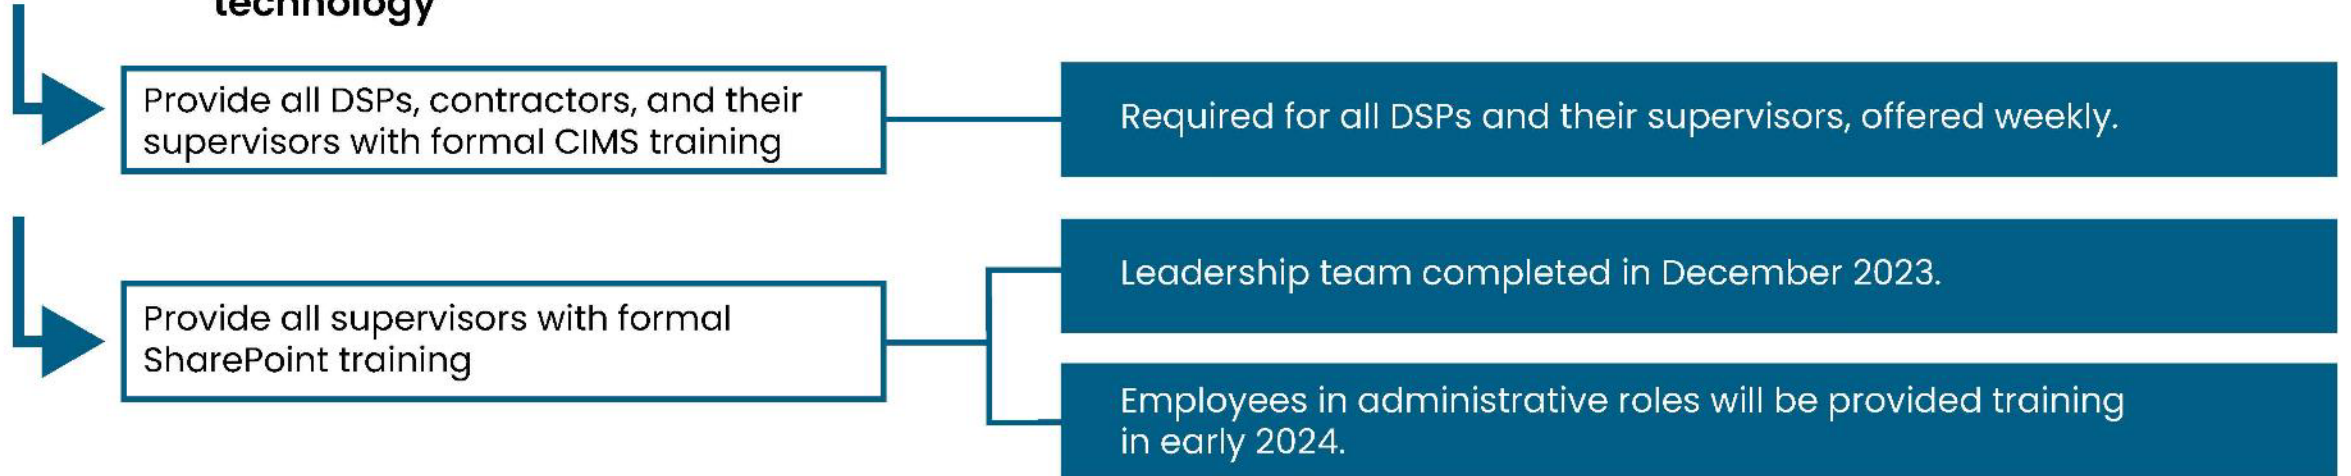 technology
Provide all DSPs, contractors, and their
supervisors with formal CIMS training
Required for all DSPs and their supervisors, offered weekly.
Provide all supervisors with formal
SharePoint training
Leadership team completed in December 2023.
Employees in administrative roles will be provided training
in early 2024.